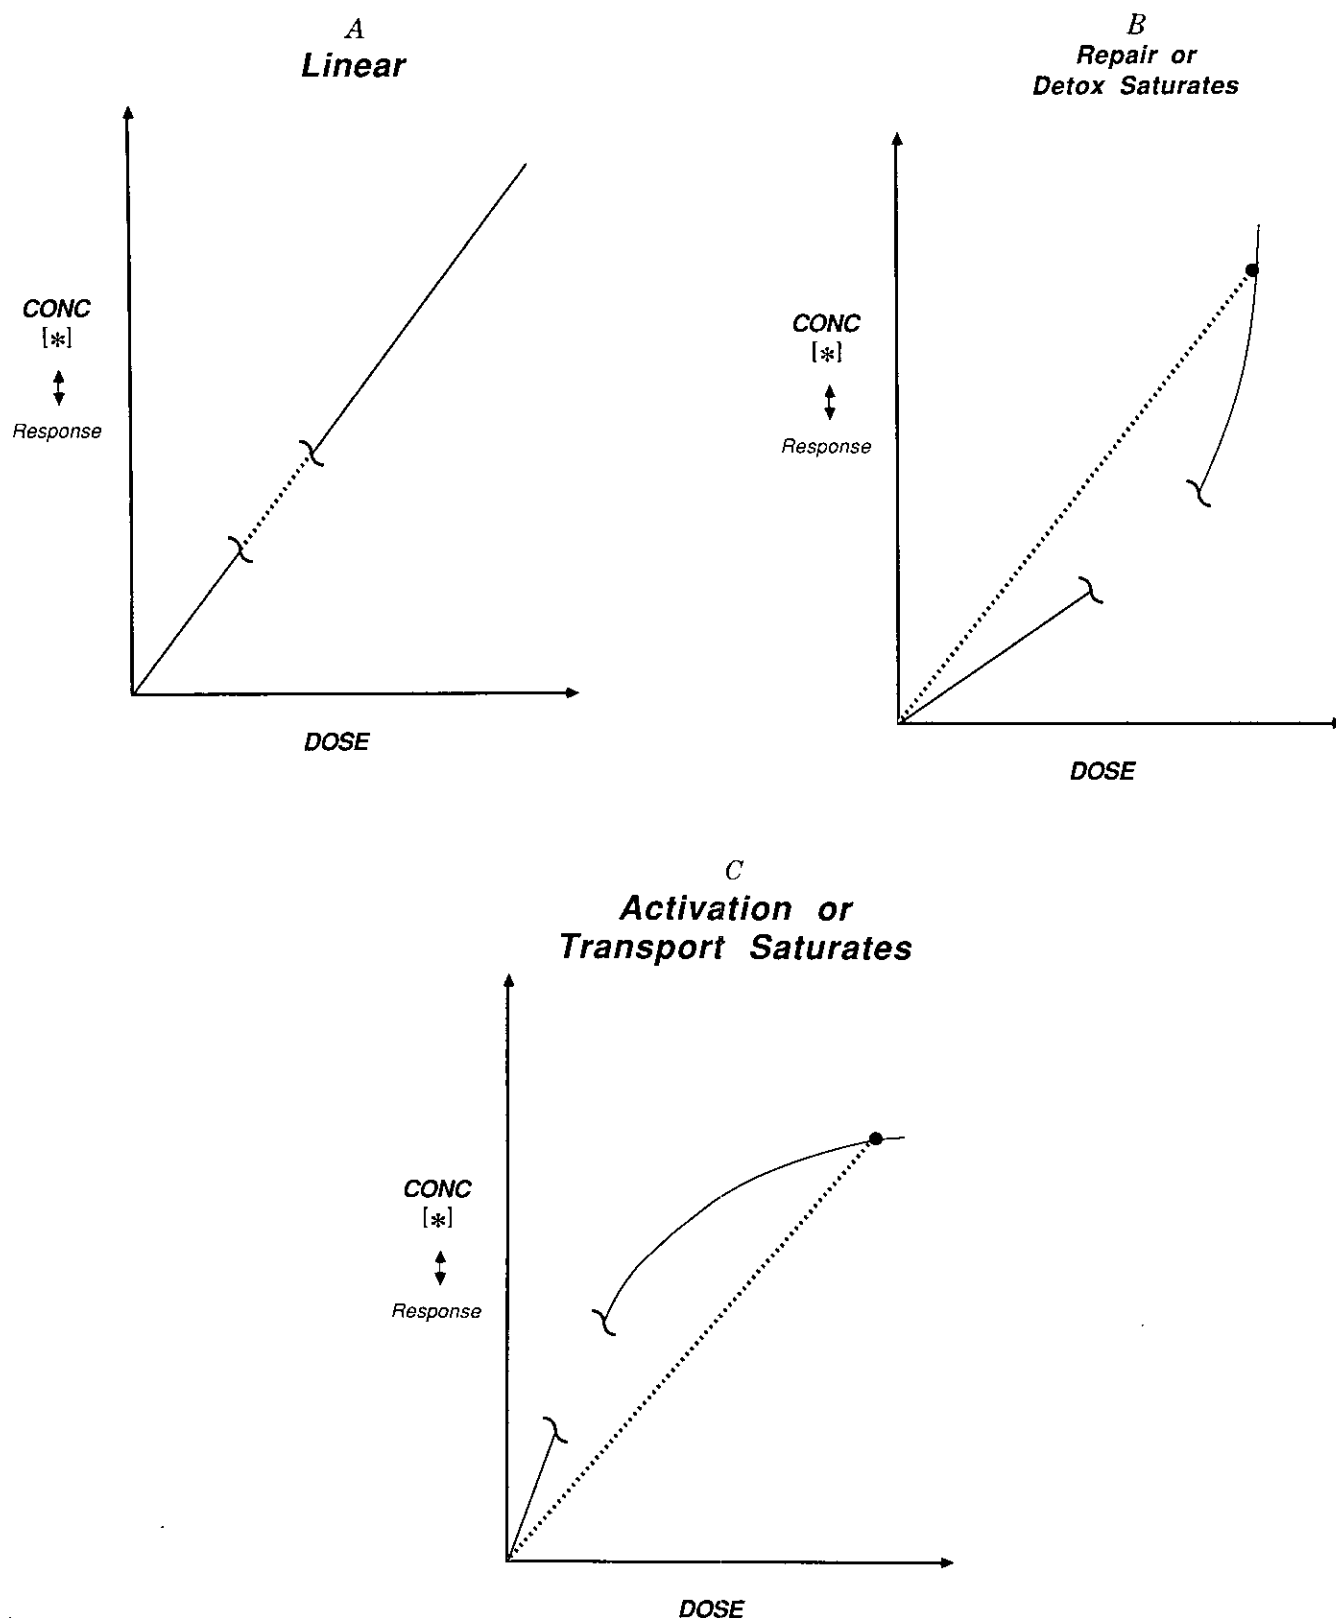 A
Linear
CONC
[*]
Response
DOSE
B
Repair or
Detox Saturates
CONC
[*]
Response
DOSE
C
Activation or
Transport Saturates
CONC
[*]
Response
DOSE